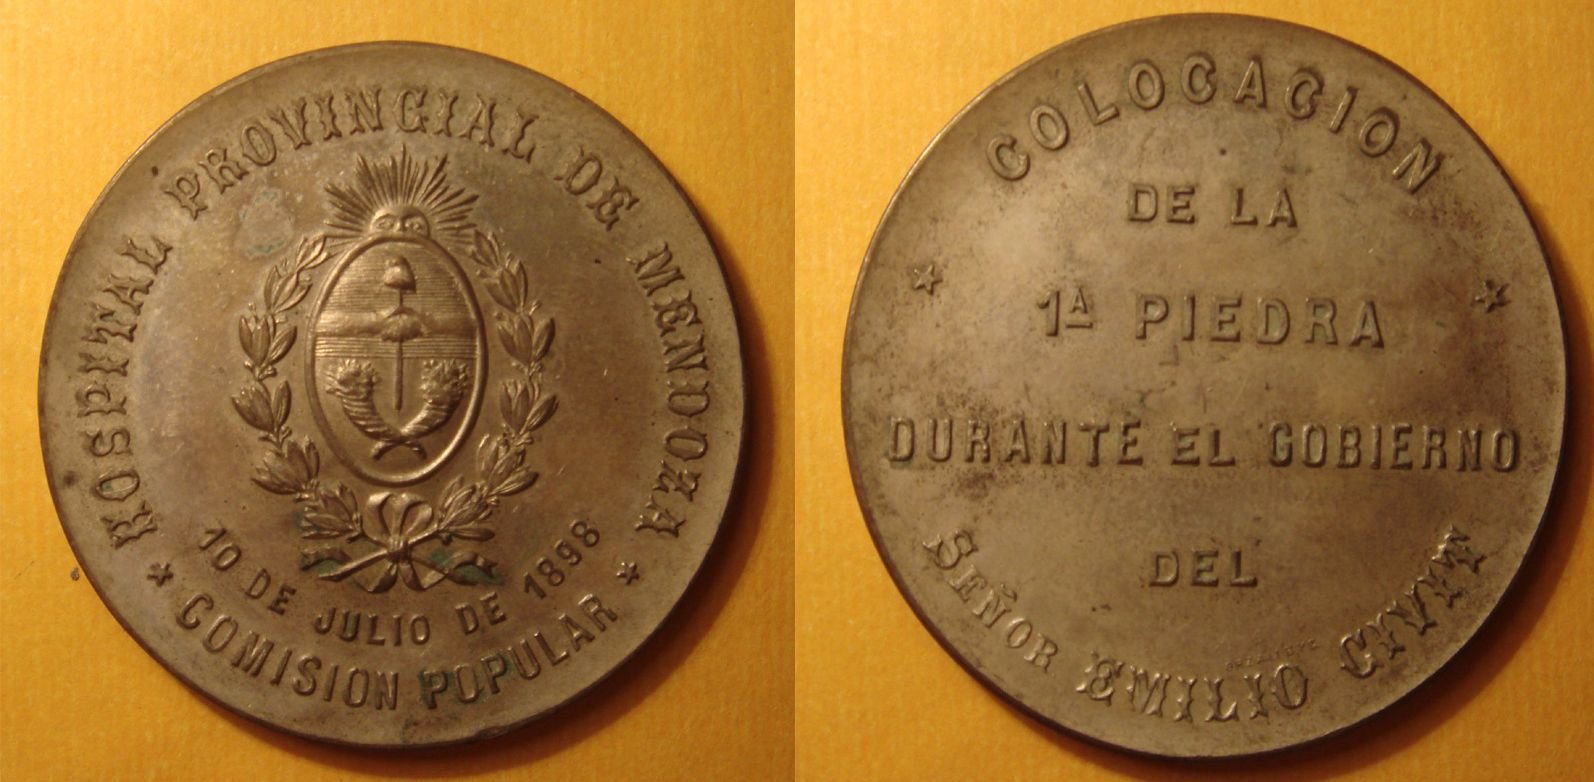 HOSPITAL PROVINCIAL DE MENDOZA
10 DE JULIO DE 1898
COMISION POPULAR
COLOCACION
DE LA
1A PIEDRA
DURANTE EL GOBIERNO
DEL
SEÑOR EMILIO CIVIT